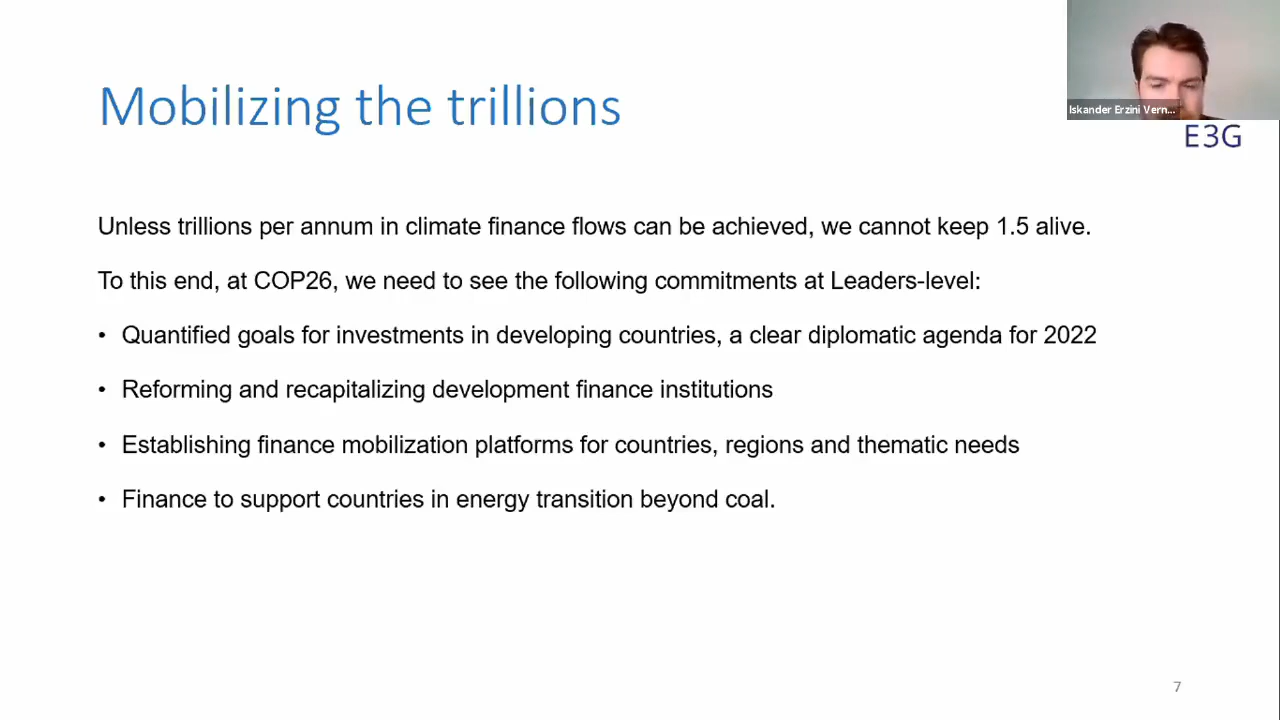 Mobilizing the trillions
Iskander Erzini Vern...
E3G
Unless trillions per annum in climate finance flows can be achieved, we cannot keep 1.5 alive.
To this end, at COP26, we need to see the following commitments at Leaders-level:
• Quantified goals for investments in developing countries, a clear diplomatic agenda for 2022
• Reforming and recapitalizing development finance institutions
• Establishing finance mobilization platforms for countries, regions and thematic needs
• Finance to support countries in energy transition beyond coal.
7